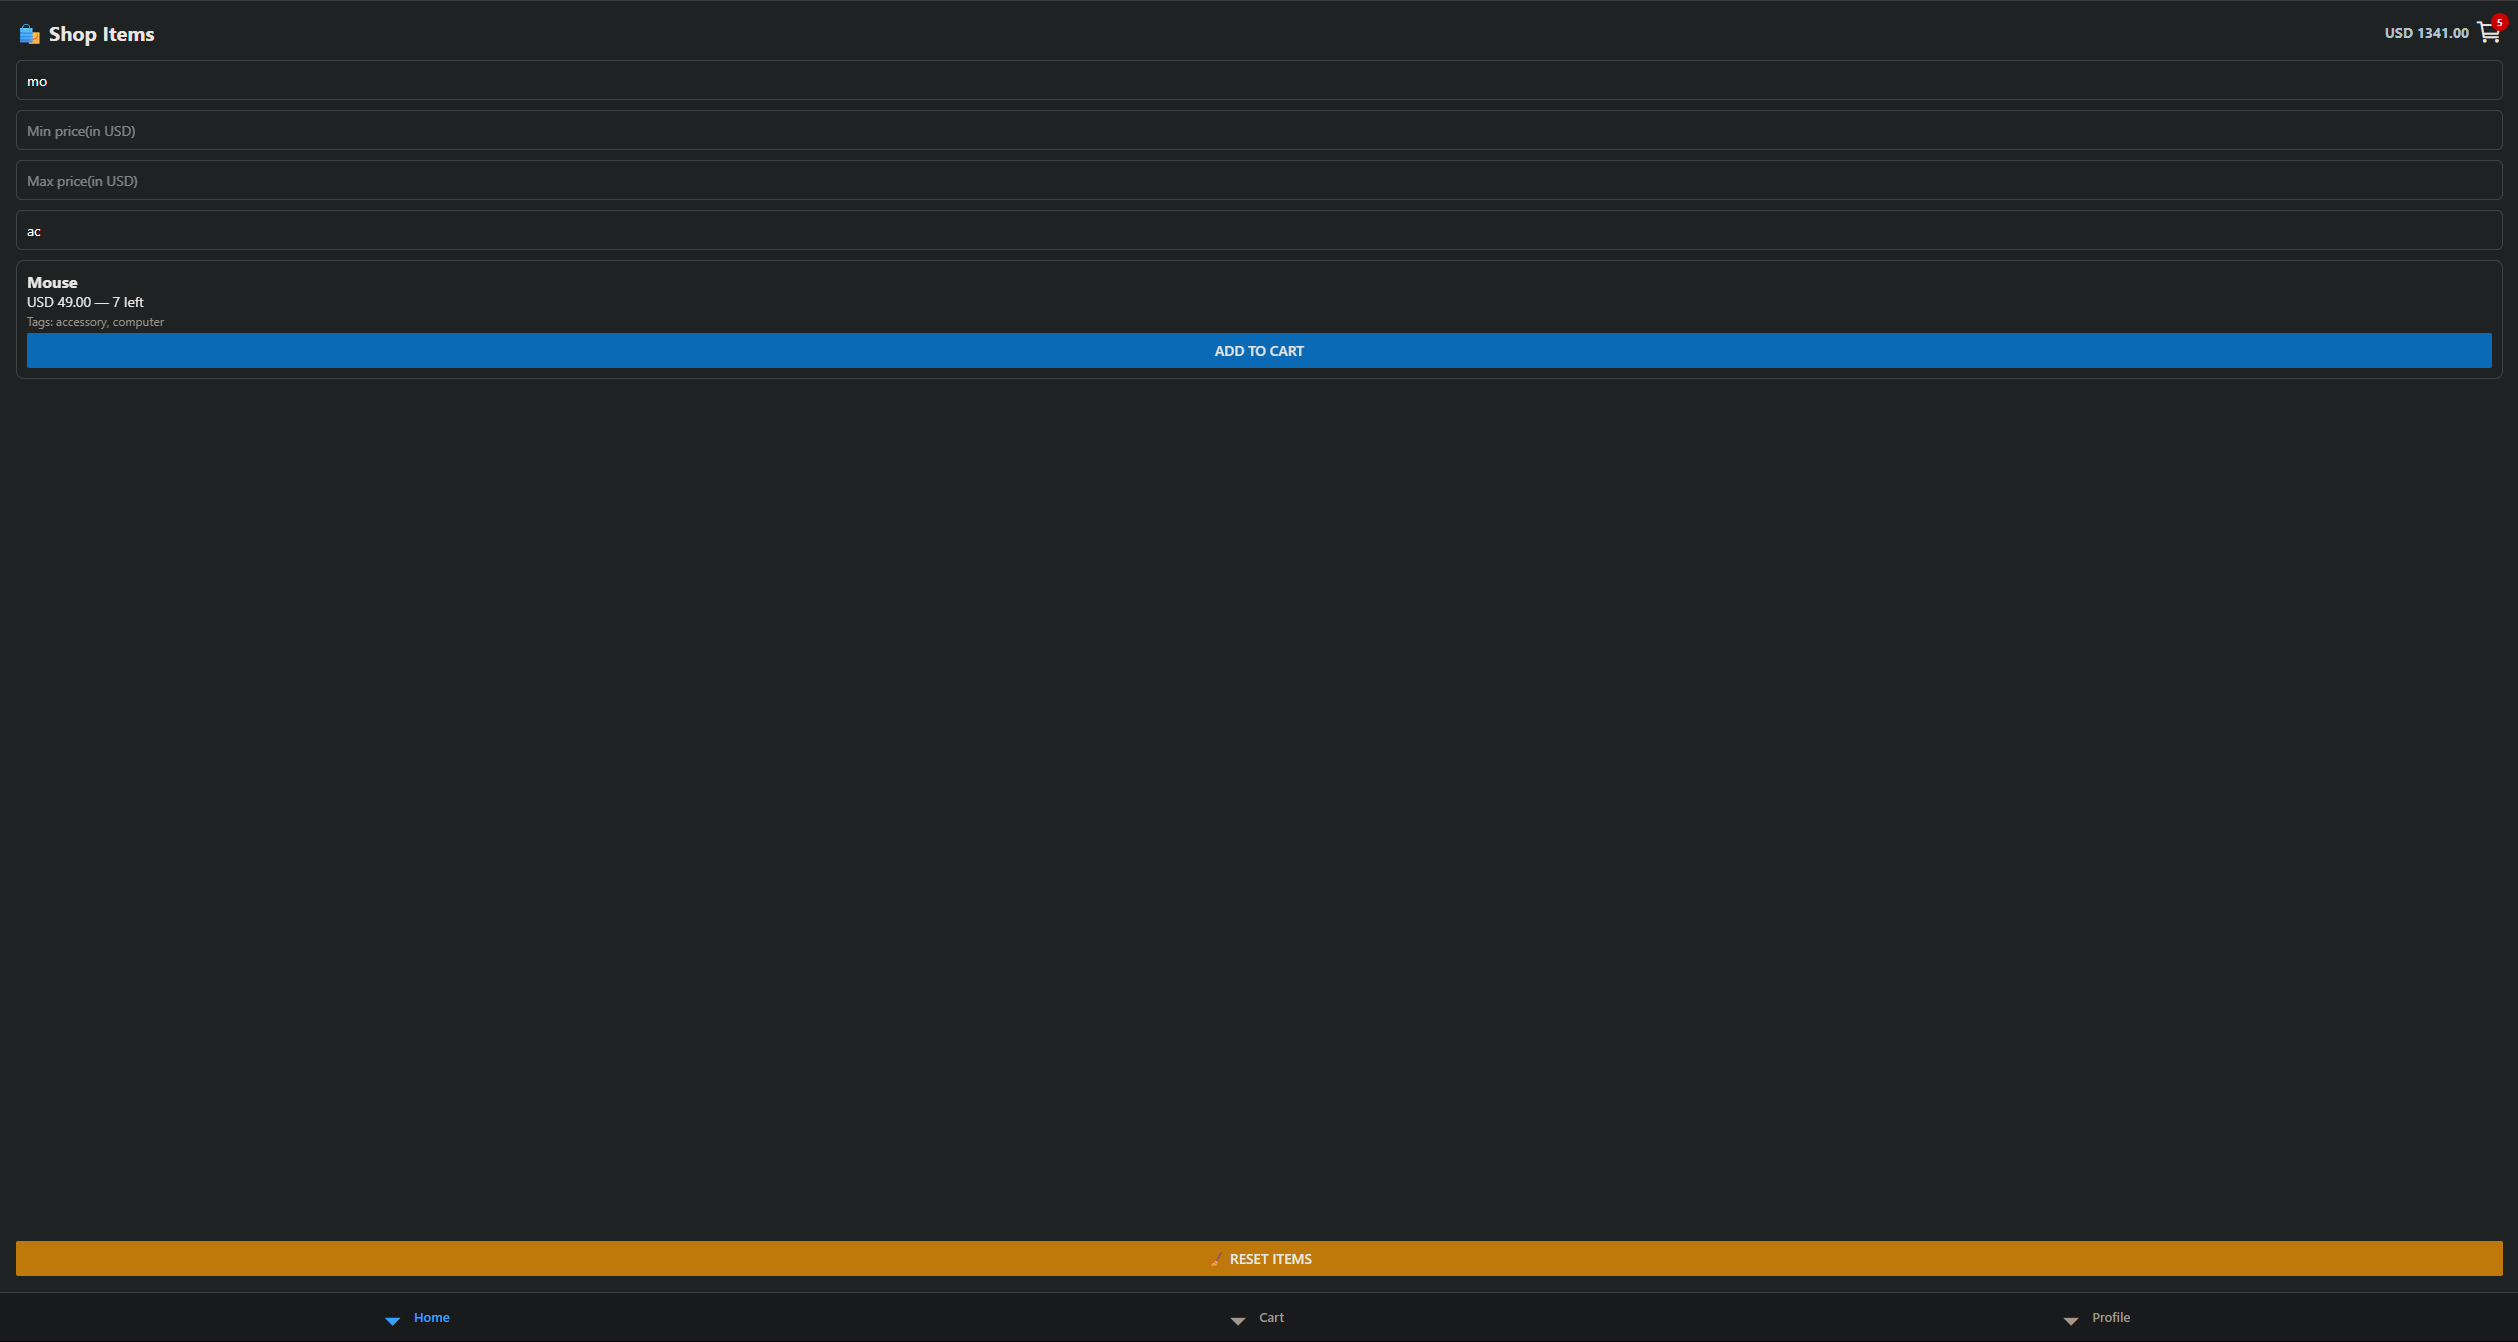 Shop Items
USD 1341.00
5
mo
Min price(in USD)
Max price(in USD)
ac
Mouse
USD 49.00 — 7 left
Tags: accessory, computer
ADD TO CART
RESET ITEMS
Home
Cart
Profile